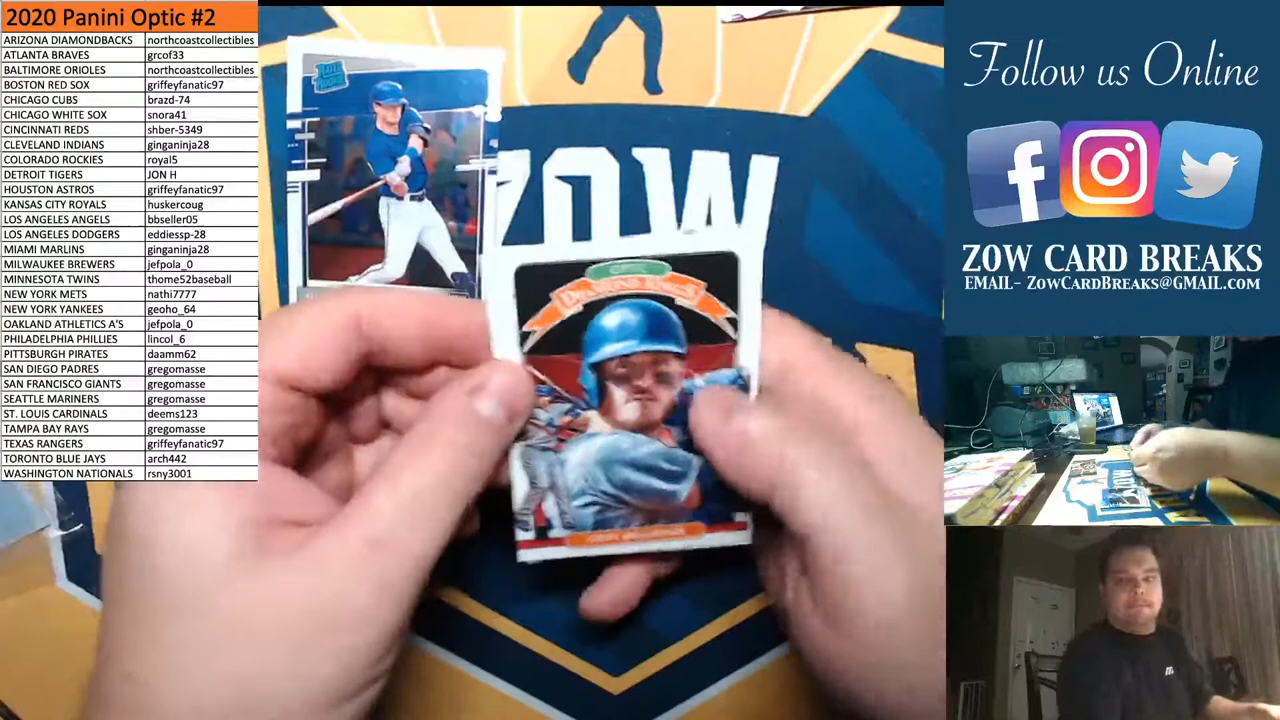 2020 Panini Optic #2
ARIZONA DIAMONDBACKS northcoastcollectibles
ATLANTA BRAVES grcof33
BALTIMORE ORIOLES northcoastcollectibles
BOSTON RED SOX griffeyfanatic97
CHICAGO CUBS brazd-74
CHICAGO WHITE SOX snora41
CINCINNATI REDS shber-5349
CLEVELAND INDIANS ginganinja28
COLORADO ROCKIES royal5
DETROIT TIGERS JON H
HOUSTON ASTROS griffeyfanatic97
KANSAS CITY ROYALS huskercoug
LOS ANGELES ANGELS bbseller05
LOS ANGELES DODGERS eddiessp-28
MIAMI MARLINS ginganinja28
MILWAUKEE BREWERS jefpola_0
MINNESOTA TWINS thome52baseball
NEW YORK METS nathi7777
NEW YORK YANKEES geoho_64
OAKLAND ATHLETICS A'S jefpola_0
PHILADELPHIA PHILLIES lincol_6
PITTSBURGH PIRATES daamm62
SAN DIEGO PADRES gregomasse
SAN FRANCISCO GIANTS gregomasse
SEATTLE MARINERS gregomasse
ST. LOUIS CARDINALS deems123
TAMPA BAY RAYS gregomasse
TEXAS RANGERS griffeyfanatic97
TORONTO BLUE JAYS arch442
WASHINGTON NATIONALS rsny3001
ZOW
Follow us Online
ZOW CARD BREAKS
EMAIL- ZOWCARDBREAKS@GMAIL.COM